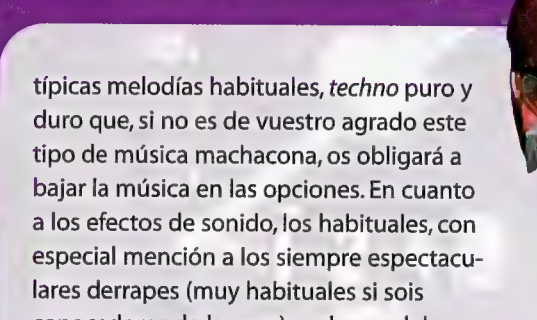 típicas melodías habituales, techno puro y
duro que, si no es de vuestro agrado este
tipo de música machacona, os obligará a
bajar la música en las opciones. En cuanto
a los efectos de sonido, los habituales, con
especial mención a los siempre espectacu-
lares derrapes (muy habituales si sois